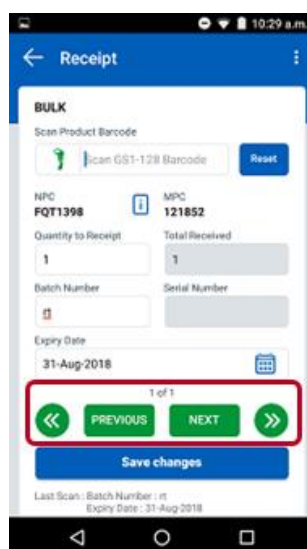 10:29 a.m.
Receipt
BULK
Scan Product Barcode
Scan GS1-128 Barcode
Reset
NPC
FQT1398
i
MPC
121852
Quantity to Receipt
Total Received
1
1
Batch Number
Serial Number
rt
Expiry Date
31-Aug-2018
1 of 1
PREVIOUS
NEXT
Save changes
Last Scan : Batch Number : rt
Expiry Date : 31-Aug-2018